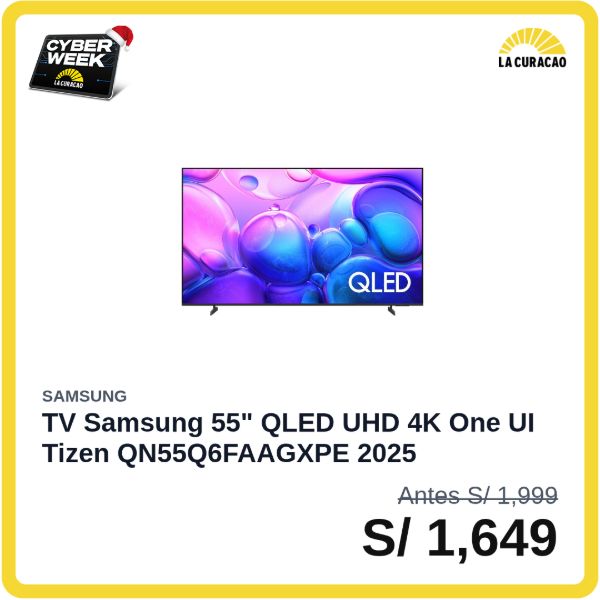 CYBER
WEEK
LA CURACAO
LA CURACAO
QLED
SAMSUNG
TV Samsung 55" QLED UHD 4K One UI
Tizen QN55Q6FAAGXPE 2025
Antes S/ 1,999
S/ 1,649